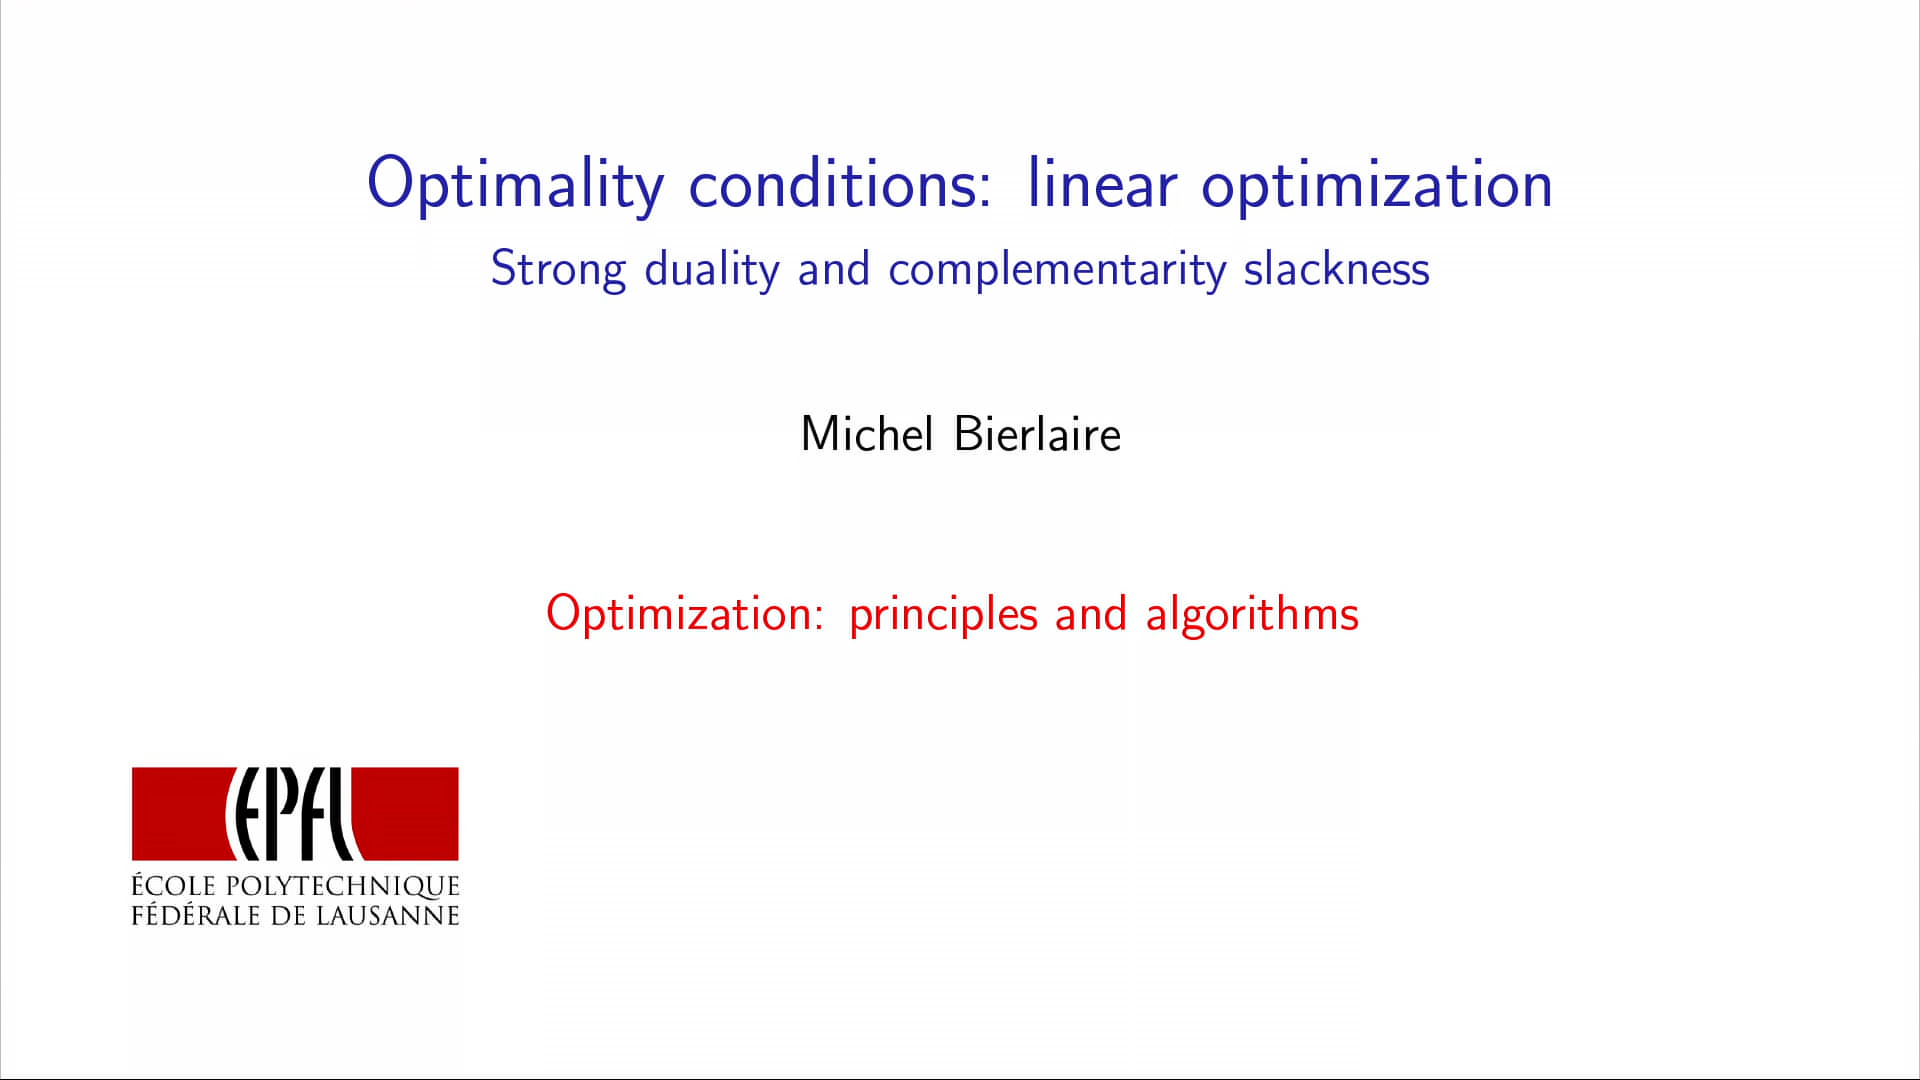 Optimality conditions: linear optimization
Strong duality and complementarity slackness
Michel Bierlaire
Optimization: principles and algorithms
EPFL
ÉCOLE POLYTECHNIQUE
FÉDÉRALE DE LAUSANNE